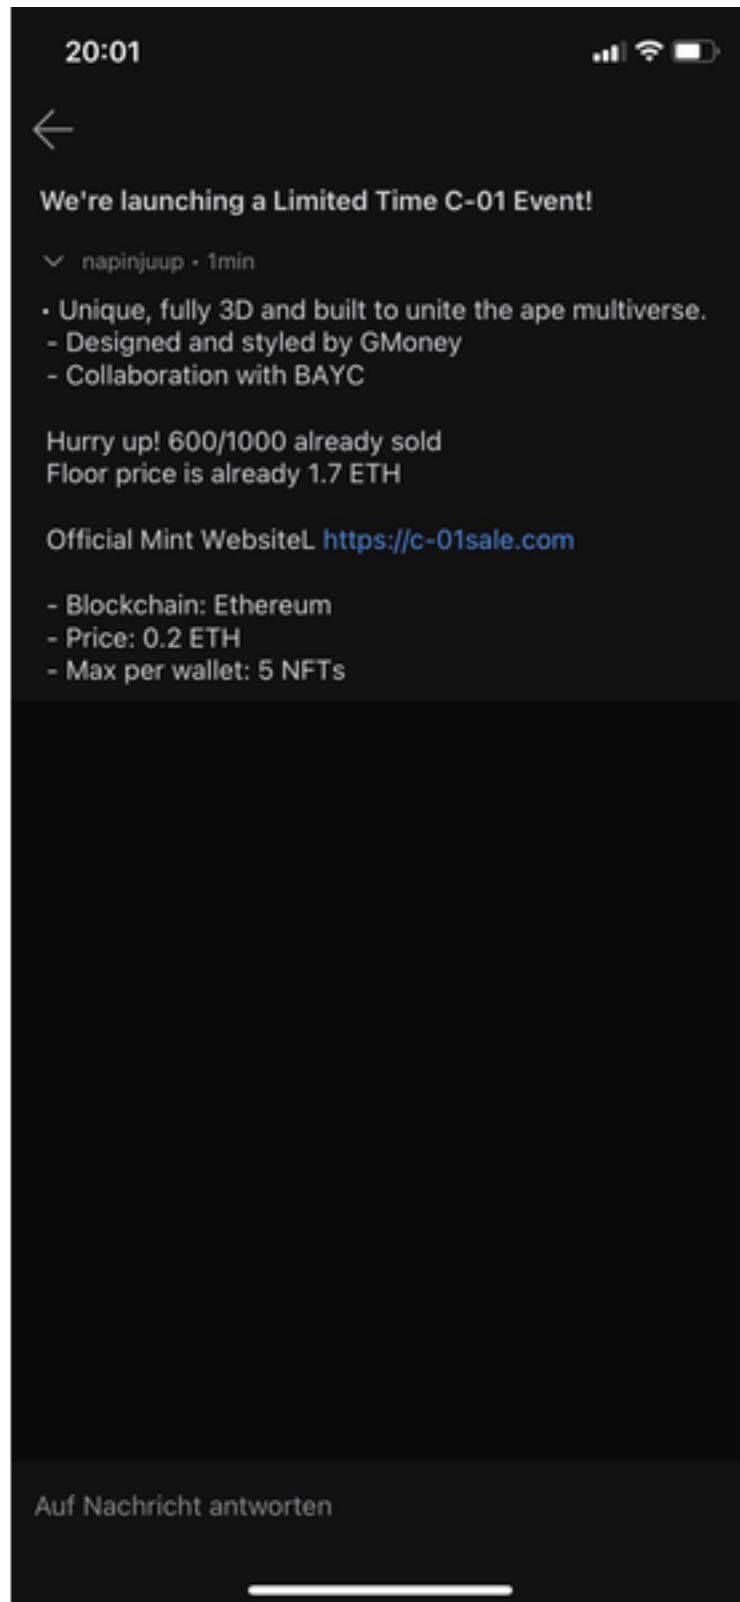 20:01
We're launching a Limited Time C-01 Event!
napinjuup • 1min
• Unique, fully 3D and built to unite the ape multiverse.
- Designed and styled by GMoney
- Collaboration with BAYC
Hurry up! 600/1000 already sold
Floor price is already 1.7 ETH
Official Mint WebsiteL https://c-01sale.com
- Blockchain: Ethereum
- Price: 0.2 ETH
- Max per wallet: 5 NFTs
Auf Nachricht antworten